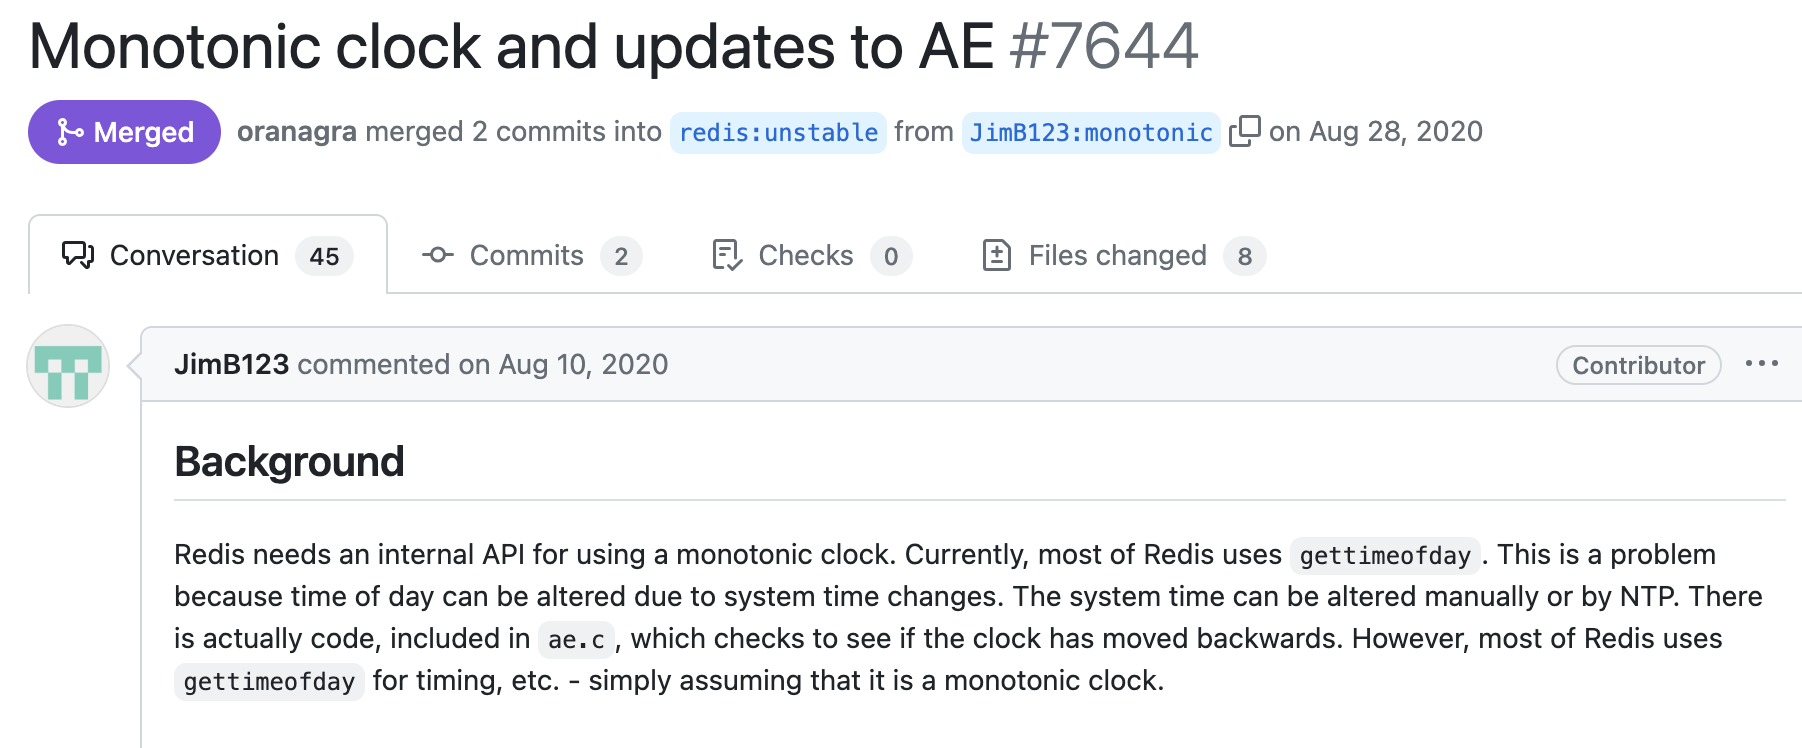 Monotonic clock and updates to AE #7644
Merged oranagra merged 2 commits into redis:unstable from JimB123:monotonic on Aug 28, 2020
Conversation 45 Commits 2 Checks 0 Files changed 8
JimB123 commented on Aug 10, 2020 Contributor
Background
Redis needs an internal API for using a monotonic clock. Currently, most of Redis uses gettimeofday. This is a problem
because time of day can be altered due to system time changes. The system time can be altered manually or by NTP. There
is actually code, included in ae.c, which checks to see if the clock has moved backwards. However, most of Redis uses
gettimeofday for timing, etc. - simply assuming that it is a monotonic clock.